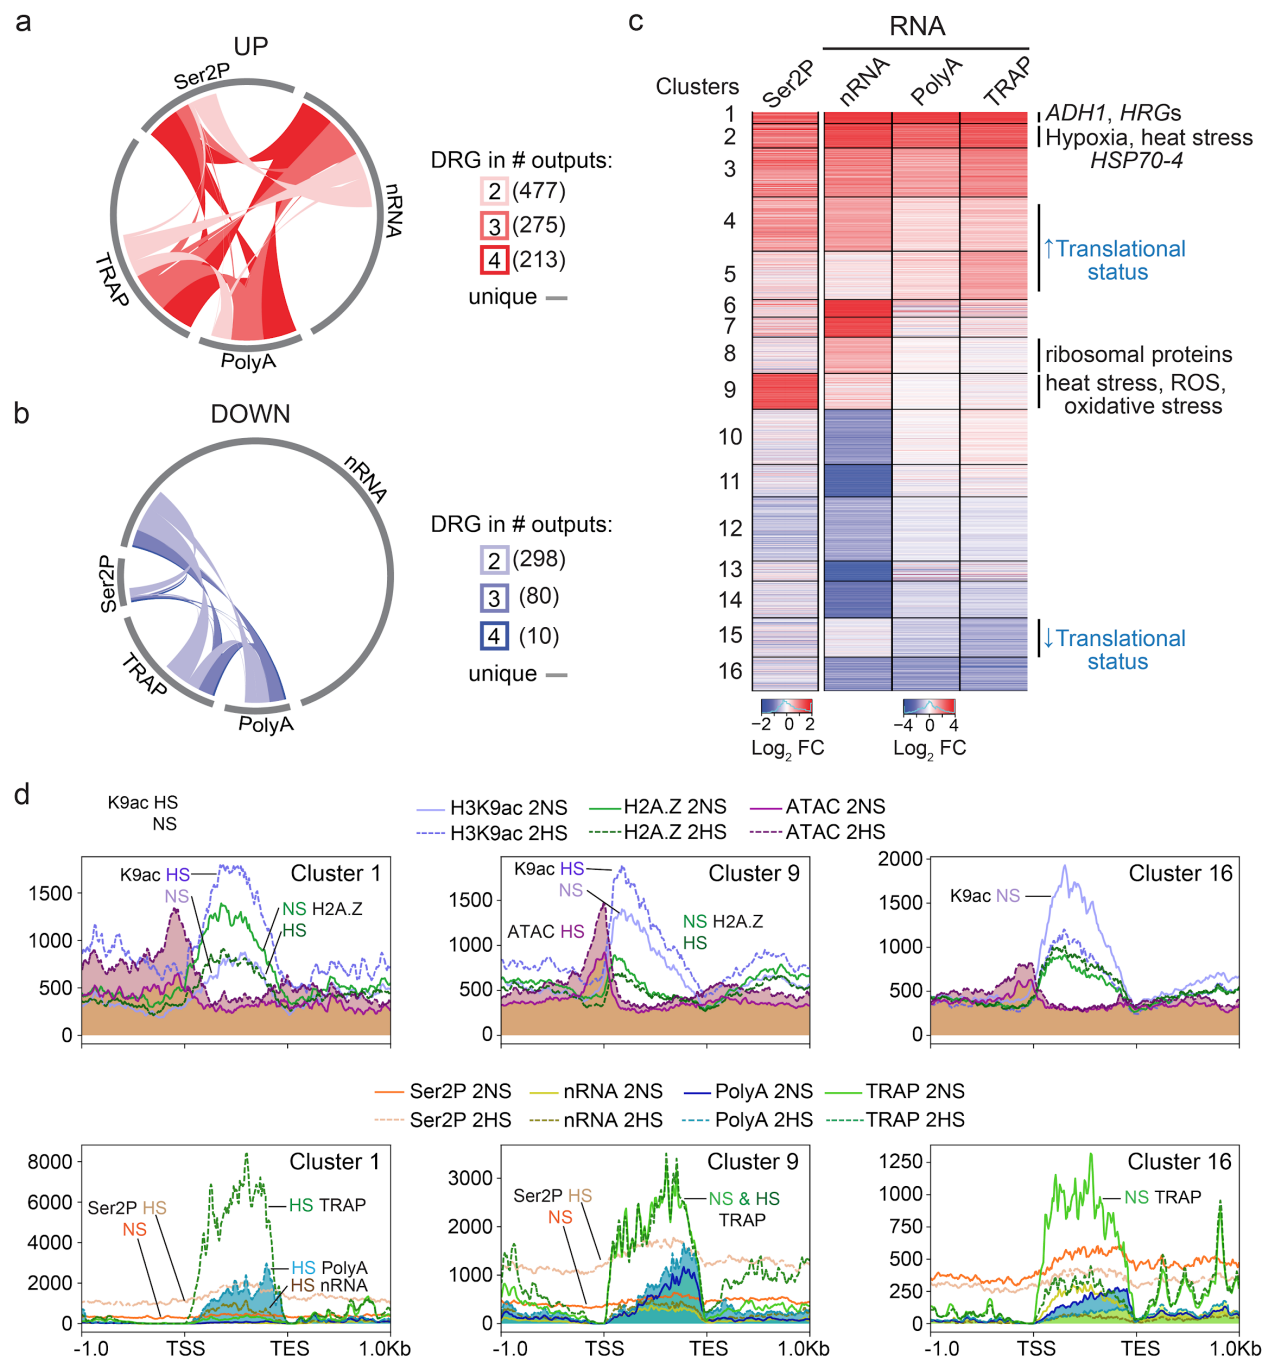 a
UP
Ser2P
nRNA
TRAP
PolyA
DRG in # outputs:
2 (477)
3 (275)
4 (213)
unique
b
DOWN
nRNA
Ser2P
TRAP
PolyA
DRG in # outputs:
2 (298)
3 (80)
4 (10)
unique
c
RNA
Clusters
Ser2P
nRNA
PolyA
TRAP
1
2
3
4
5
6
7
8
9
10
11
12
13
14
15
16
ADH1, HRGs
Hypoxia, heat stress
HSP70-4
↑Translational
status
ribosomal proteins
heat stress, ROS,
oxidative stress
↓Translational
status
−2 0 2
Log2 FC
−4 0 4
Log2 FC
d
K9ac HS
NS
H3K9ac 2NS
H2A.Z 2NS
ATAC 2NS
H3K9ac 2HS
H2A.Z 2HS
ATAC 2HS
Cluster 1
K9ac HS
NS
NS H2A.Z
HS
1500
1000
500
0
Cluster 9
K9ac HS
NS
ATAC HS
NS H2A.Z
HS
1500
1000
500
0
Cluster 16
K9ac NS
2000
1500
1000
500
0
Ser2P 2NS
nRNA 2NS
PolyA 2NS
TRAP 2NS
Ser2P 2HS
nRNA 2HS
PolyA 2HS
TRAP 2HS
Cluster 1
Ser2P HS
NS
HS TRAP
HS PolyA
HS nRNA
8000
6000
4000
2000
0
-1.0 TSS TES 1.0Kb
Cluster 9
Ser2P HS
NS
NS & HS
TRAP
3000
2000
1000
0
-1.0 TSS TES 1.0Kb
Cluster 16
NS TRAP
1250
1000
750
500
250
0
-1.0 TSS TES 1.0Kb